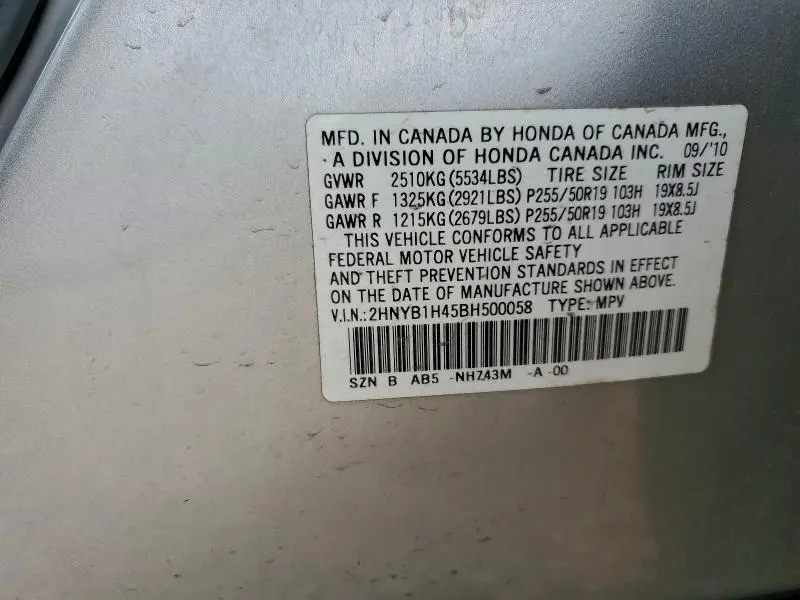 MFD. IN CANADA BY HONDA OF CANADA MFG.,
A DIVISION OF HONDA CANADA INC. 09/'10
GVWR 2510KG (5534LBS) TIRE SIZE RIM SIZE
GAWR F 1325KG (2921LBS) P255/50R19 103H 19X8.5J
GAWR R 1215KG (2679LBS) P255/50R19 103H 19X8.5J
THIS VEHICLE CONFORMS TO ALL APPLICABLE
FEDERAL MOTOR VEHICLE SAFETY
AND THEFT PREVENTION STANDARDS IN EFFECT
ON THE DATE OF MANUFACTURE SHOWN ABOVE.
V.I.N.: 2HNYB1H45BH500058 TYPE: MPV
SZN B AB5 -NH743M -A -00